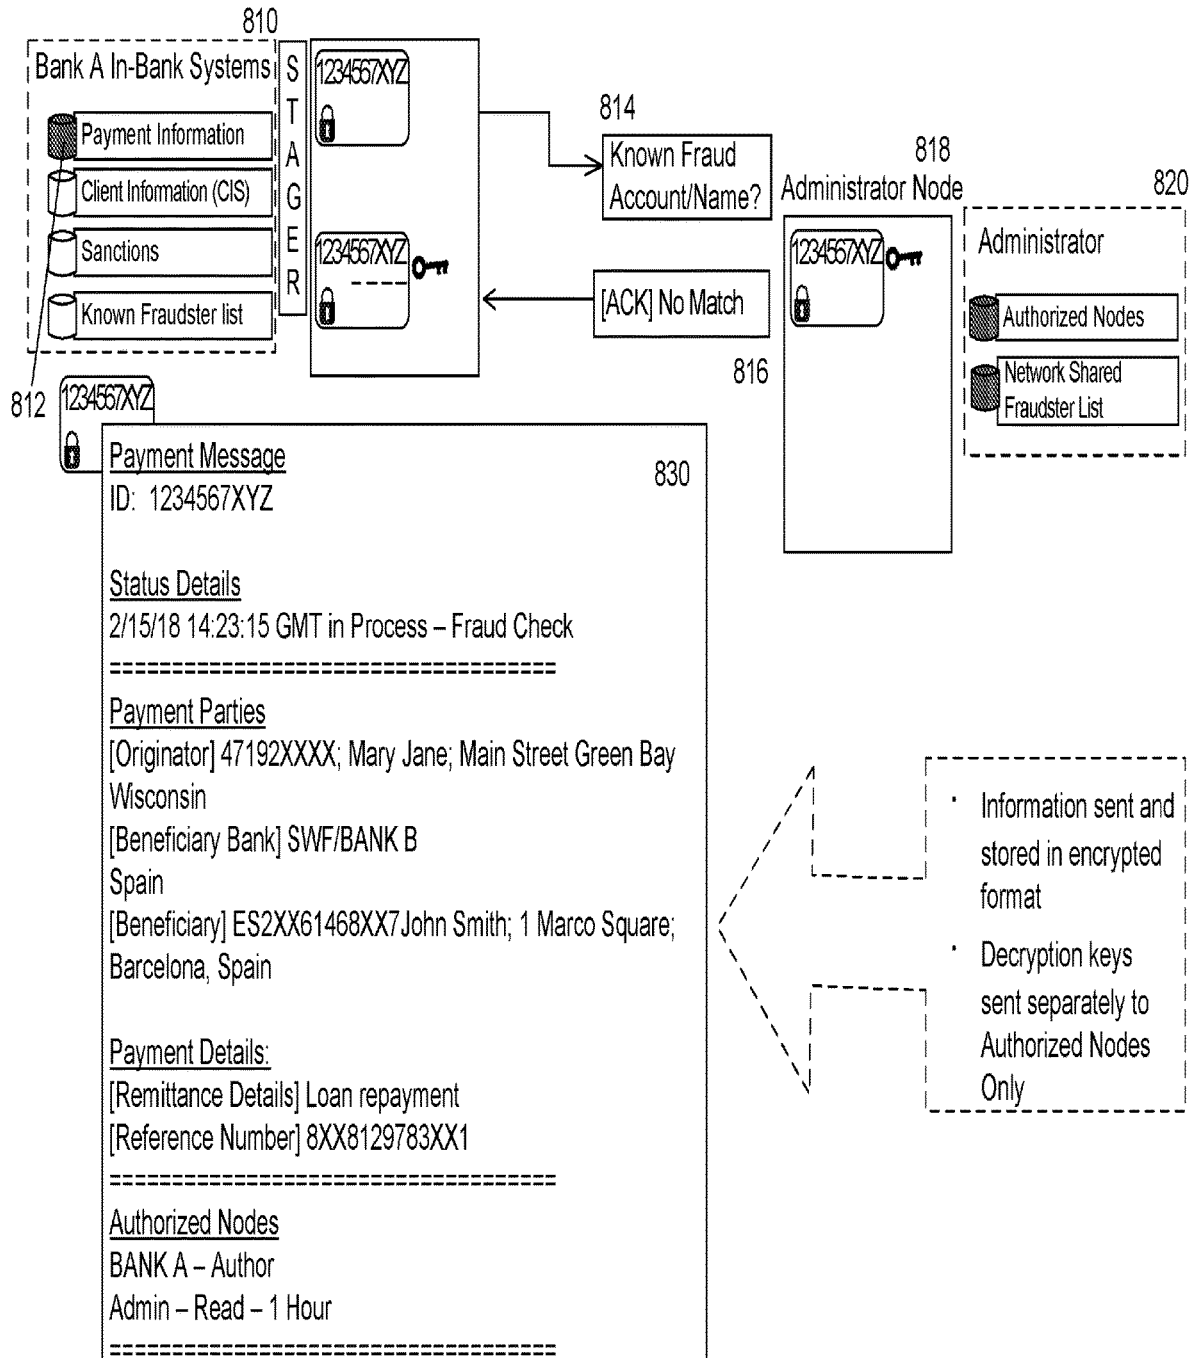 810
Bank A In-Bank Systems
Payment Information
Client Information (CIS)
Sanctions
Known Fraudster list
STAGER
1234567XYZ
1234567XYZ
814
Known Fraud
Account/Name?
[ACK] No Match
816
818
Administrator Node
1234567XYZ
820
Administrator
Authorized Nodes
Network Shared
Fraudster List
812
1234567XYZ
830
Payment Message
ID: 1234567XYZ
Status Details
2/15/18 14:23:15 GMT in Process – Fraud Check
===================================
Payment Parties
[Originator] 47192XXXX; Mary Jane; Main Street Green Bay
Wisconsin
[Beneficiary Bank] SWF/BANK B
Spain
[Beneficiary] ES2XX61468XX7John Smith; 1 Marco Square;
Barcelona, Spain
Payment Details:
[Remittance Details] Loan repayment
[Reference Number] 8XX8129783XX1
===================================
Authorized Nodes
BANK A – Author
Admin – Read – 1 Hour
===================================
· Information sent and
stored in encrypted
format
· Decryption keys
sent separately to
Authorized Nodes
Only